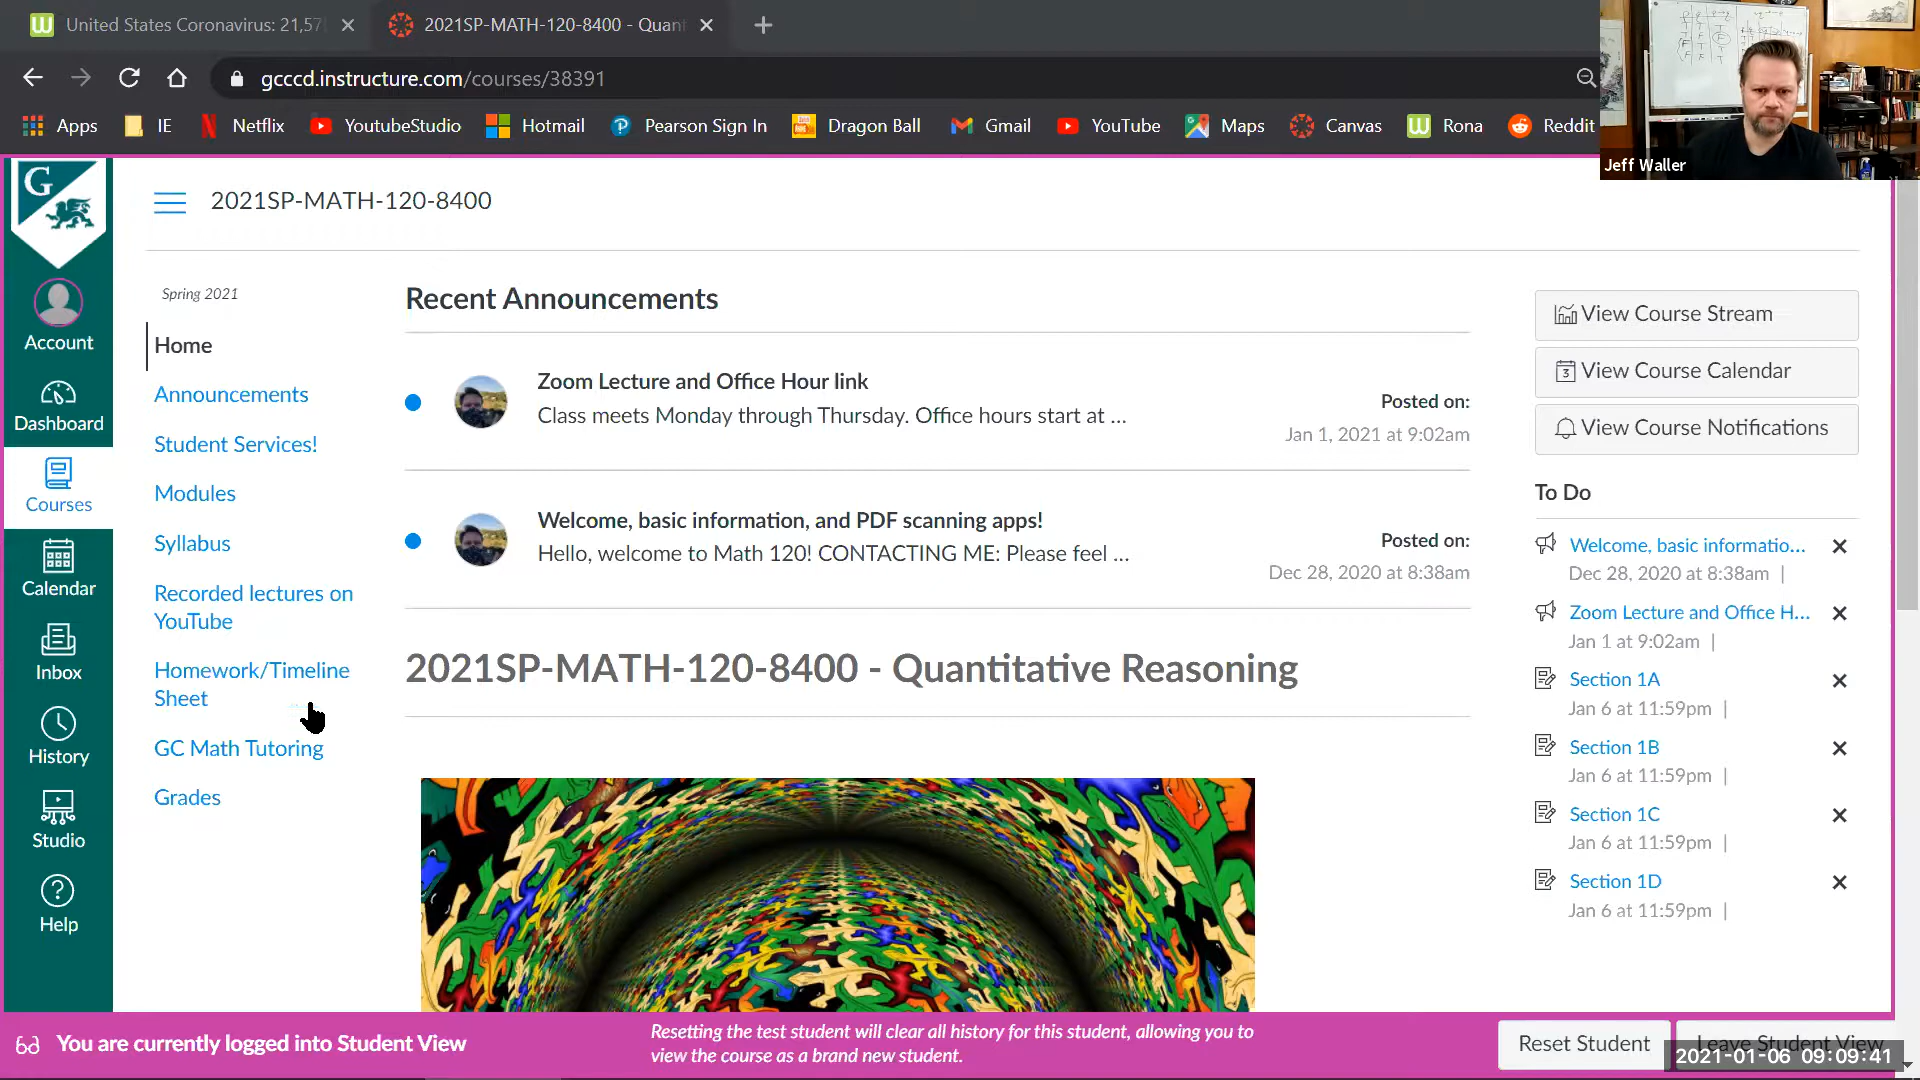 United States Coronavirus: 21,57
2021SP-MATH-120-8400 - Quan
gcccd.instructure.com/courses/38391
Apps
IE
Netflix
YoutubeStudio
Hotmail
Pearson Sign In
Dragon Ball
Gmail
YouTube
Maps
Canvas
Rona
Reddit
Jeff Waller
G
Account
Dashboard
Courses
Calendar
Inbox
History
Studio
Help
2021SP-MATH-120-8400
Spring 2021
Home
Announcements
Student Services!
Modules
Syllabus
Recorded lectures on
YouTube
Homework/Timeline
Sheet
GC Math Tutoring
Grades
Recent Announcements
Zoom Lecture and Office Hour link
Class meets Monday through Thursday. Office hours start at ...
Posted on:
Jan 1, 2021 at 9:02am
Welcome, basic information, and PDF scanning apps!
Hello, welcome to Math 120! CONTACTING ME: Please feel ...
Posted on:
Dec 28, 2020 at 8:38am
2021SP-MATH-120-8400 - Quantitative Reasoning
View Course Stream
3 View Course Calendar
View Course Notifications
To Do
Welcome, basic informatio...
Dec 28, 2020 at 8:38am |
Zoom Lecture and Office H...
Jan 1 at 9:02am |
Section 1A
Jan 6 at 11:59pm |
Section 1B
Jan 6 at 11:59pm |
Section 1C
Jan 6 at 11:59pm |
Section 1D
Jan 6 at 11:59pm |
You are currently logged into Student View
Resetting the test student will clear all history for this student, allowing you to
view the course as a brand new student.
Reset Student
Leave Student View
2021-01-06 09:09:41